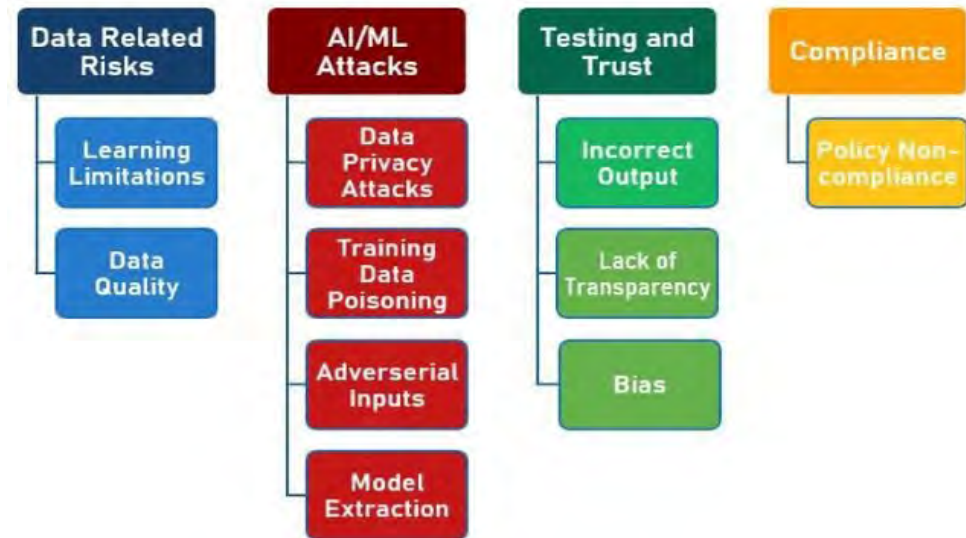 Data Related
Risks
Learning
Limitations
Data
Quality
AI/ML
Attacks
Data
Privacy
Attacks
Training
Data
Poisoning
Adverserial
Inputs
Model
Extraction
Testing and
Trust
Incorrect
Output
Lack of
Transparency
Bias
Compliance
Policy Non-
compliance